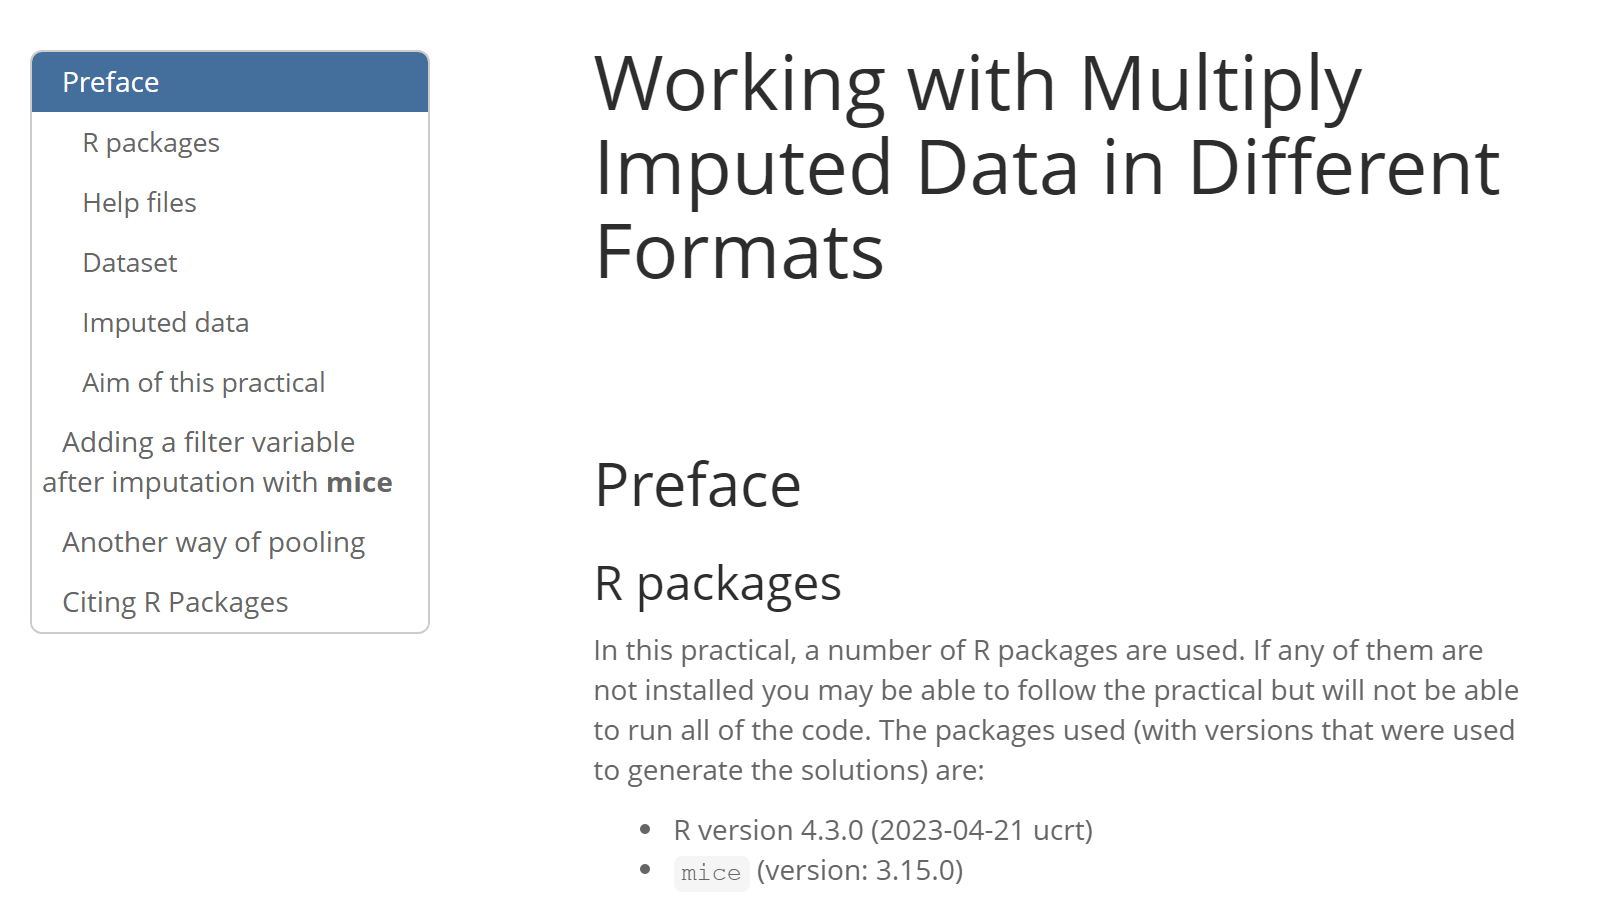 Preface
R packages
Help files
Dataset
Imputed data
Aim of this practical
Adding a filter variable
after imputation with mice
Another way of pooling
Citing R Packages
Working with Multiply
Imputed Data in Different
Formats
Preface
R packages
In this practical, a number of R packages are used. If any of them are
not installed you may be able to follow the practical but will not be able
to run all of the code. The packages used (with versions that were used
to generate the solutions) are:
• R version 4.3.0 (2023-04-21 ucrt)
• mice (version: 3.15.0)